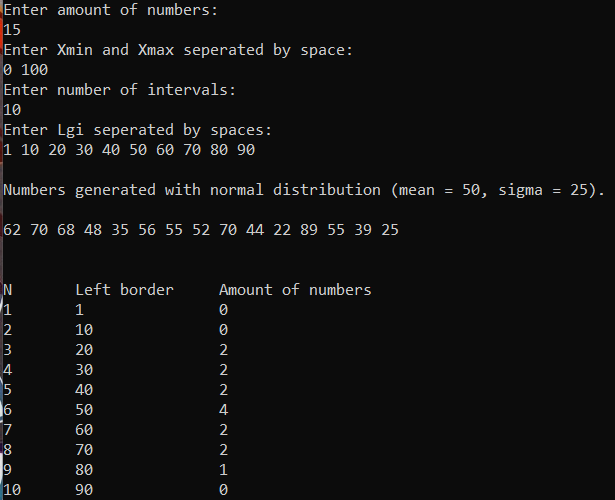 Enter amount of numbers:
15
Enter Xmin and Xmax seperated by space:
0 100
Enter number of intervals:
10
Enter Lgi seperated by spaces:
1 10 20 30 40 50 60 70 80 90
Numbers generated with normal distribution (mean = 50, sigma = 25).
62 70 68 48 35 56 55 52 70 44 22 89 55 39 25
N Left border Amount of numbers
1 1 0
2 10 0
3 20 2
4 30 2
5 40 2
6 50 4
7 60 2
8 70 2
9 80 1
10 90 0